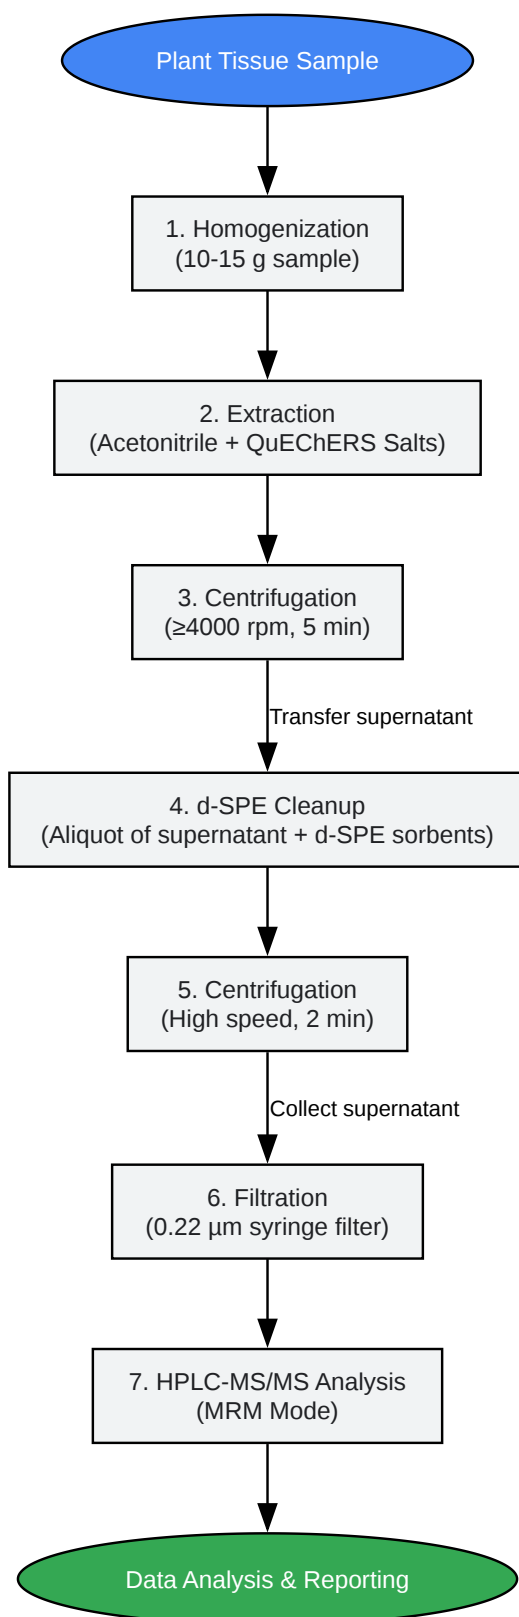 Plant Tissue Sample
1. Homogenization
(10-15 g sample)
2. Extraction
(Acetonitrile + QuEChERS Salts)
3. Centrifugation
(≥4000 rpm, 5 min)
Transfer supernatant
4. d-SPE Cleanup
(Aliquot of supernatant + d-SPE sorbents)
5. Centrifugation
(High speed, 2 min)
Collect supernatant
6. Filtration
(0.22 µm syringe filter)
7. HPLC-MS/MS Analysis
(MRM Mode)
Data Analysis & Reporting